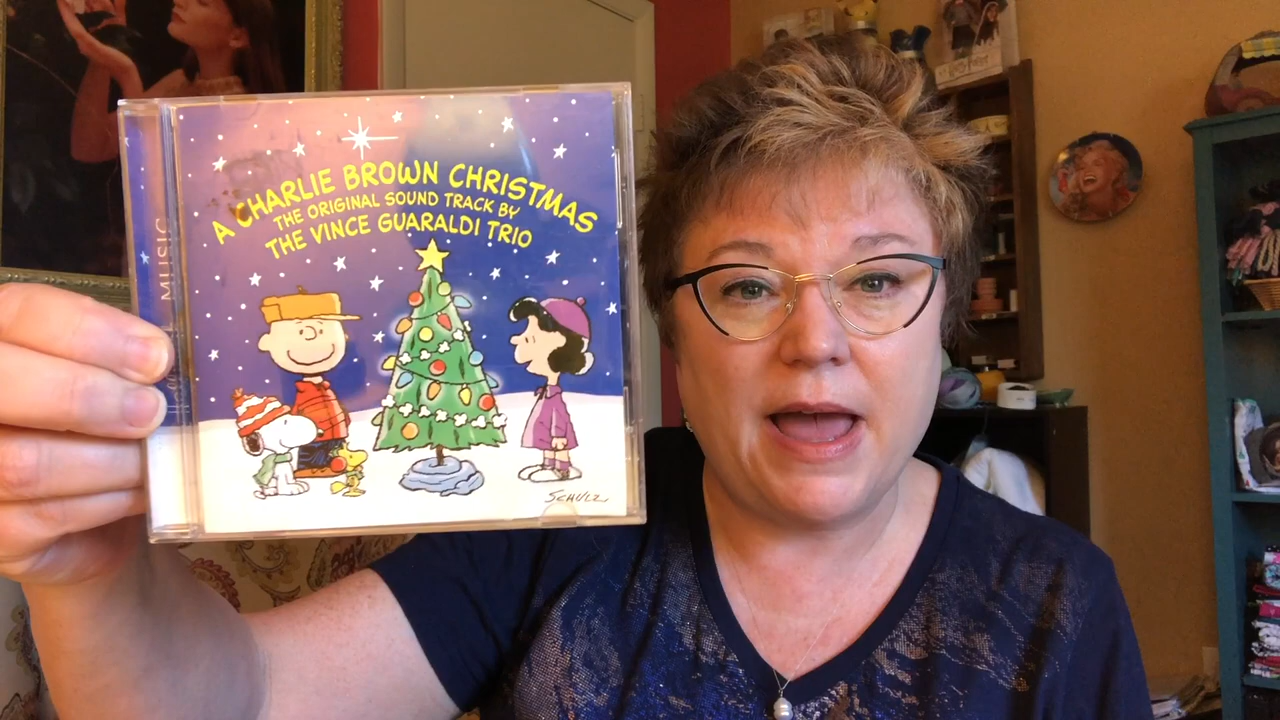 A CHARLIE BROWN CHRISTMAS
THE ORIGINAL SOUND TRACK BY
THE VINCE GUARALDI TRIO
SCHULZ
MUSIC